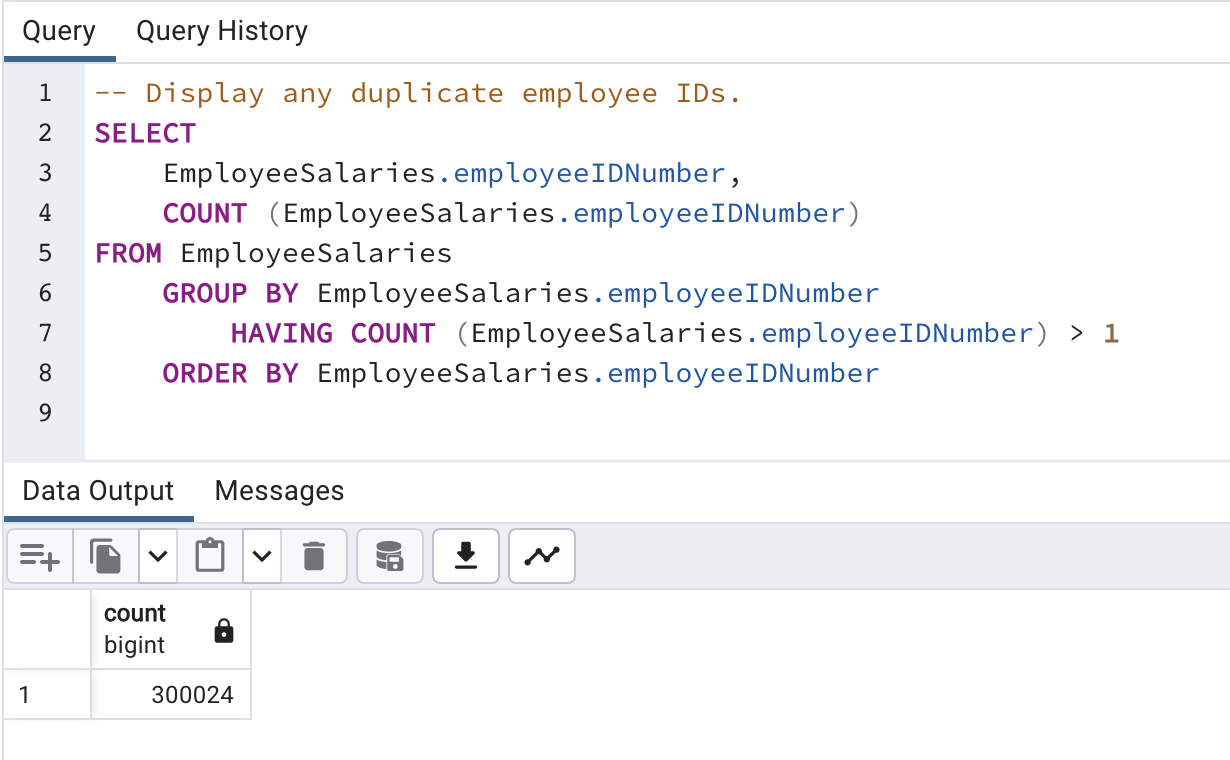 Query Query History
1 -- Display any duplicate employee IDs.
2 SELECT
3 EmployeeSalaries.employeeIDNumber,
4 COUNT (EmployeeSalaries.employeeIDNumber)
5 FROM EmployeeSalaries
6 GROUP BY EmployeeSalaries.employeeIDNumber
7 HAVING COUNT (EmployeeSalaries.employeeIDNumber) > 1
8 ORDER BY EmployeeSalaries.employeeIDNumber
9
Data Output Messages
count
bigint
1 300024